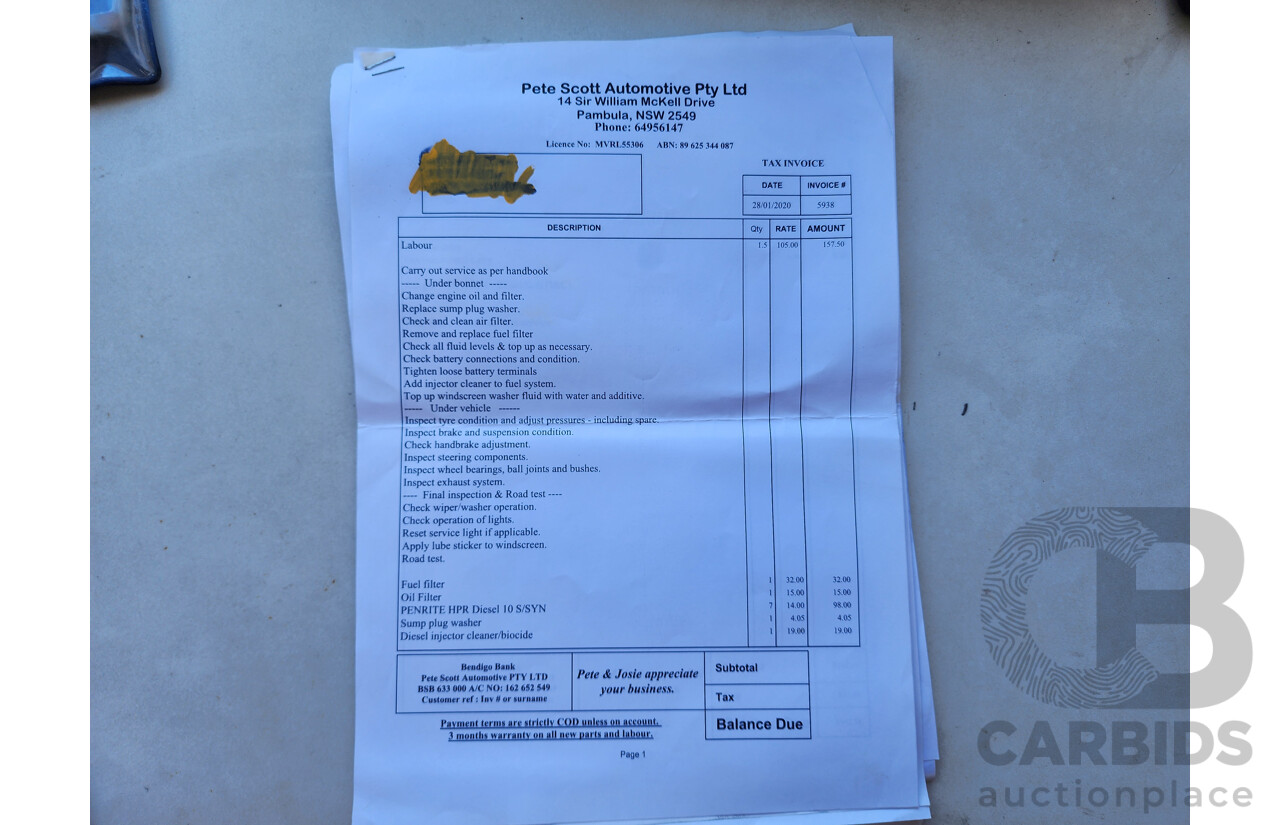 Pete Scott Automotive Pty Ltd
14 Sir William McKell Drive
Pambula, NSW 2549
Phone: 64956147
Licence No: MVRL55306 ABN: 89 625 344 087
TAX INVOICE
DATE INVOICE #
28/01/2020 5938
DESCRIPTION Qty RATE AMOUNT
Labour 1.5 105.00 157.50
Carry out service as per handbook
----- Under bonnet -----
Change engine oil and filter.
Replace sump plug washer.
Check and clean air filter.
Remove and replace fuel filter
Check all fluid levels & top up as necessary.
Check battery connections and condition.
Tighten loose battery terminals
Add injector cleaner to fuel system.
Top up windscreen washer fluid with water and additive.
----- Under vehicle ------
Inspect tyre condition and adjust pressures - including spare.
Inspect brake and suspension condition.
Check handbrake adjustment.
Inspect steering components.
Inspect wheel bearings, ball joints and bushes.
Inspect exhaust system.
---- Final inspection & Road test ----
Check wiper/washer operation.
Check operation of lights.
Reset service light if applicable.
Apply lube sticker to windscreen.
Road test.
Fuel filter 1 32.00 32.00
Oil Filter 1 15.00 15.00
PENRITE HPR Diesel 10 S/SYN 7 14.00 98.00
Sump plug washer 1 4.05 4.05
Diesel injector cleaner/biocide 1 19.00 19.00
Bendigo Bank
Pete Scott Automotive PTY LTD
BSB 633 000 A/C NO: 162 652 549
Customer ref : Inv # or surname
Pete & Josie appreciate
your business.
Subtotal
Tax
Balance Due
Payment terms are strictly COD unless on account.
3 months warranty on all new parts and labour.
Page 1
CB
CARBIDS
auctionplace